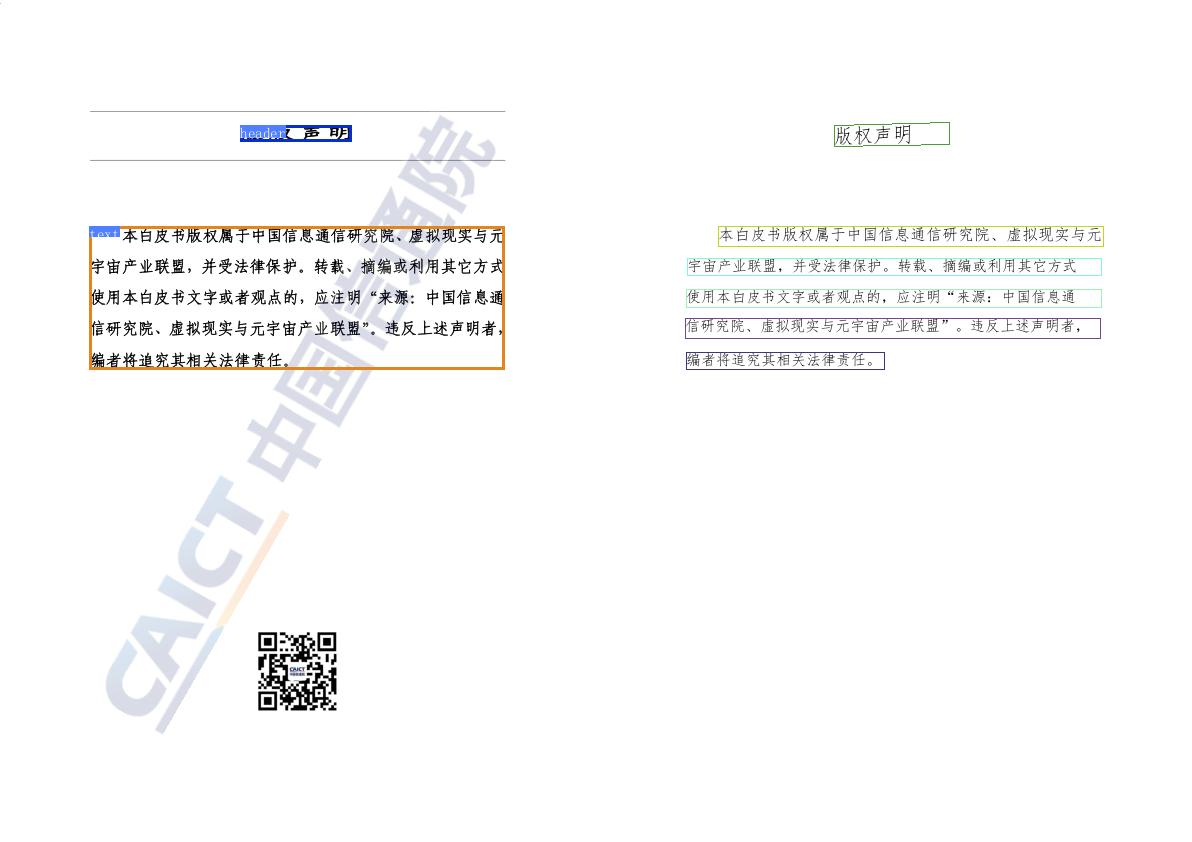 header 声明
text 本白皮书版权属于中国信息通信研究院、虚拟现实与元
宇宙产业联盟，并受法律保护。转载、摘编或利用其它方式
使用本白皮书文字或者观点的，应注明“来源：中国信息通
信研究院、虚拟现实与元宇宙产业联盟”。违反上述声明者，
编者将追究其相关法律责任。
CAICT 中国信通院
CAICT
版权声明
本白皮书版权属于中国信息通信研究院、虚拟现实与元
宇宙产业联盟，并受法律保护。转载、摘编或利用其它方式
使用本白皮书文字或者观点的，应注明“来源：中国信息通
信研究院、虚拟现实与元宇宙产业联盟”。违反上述声明者，
编者将追究其相关法律责任。